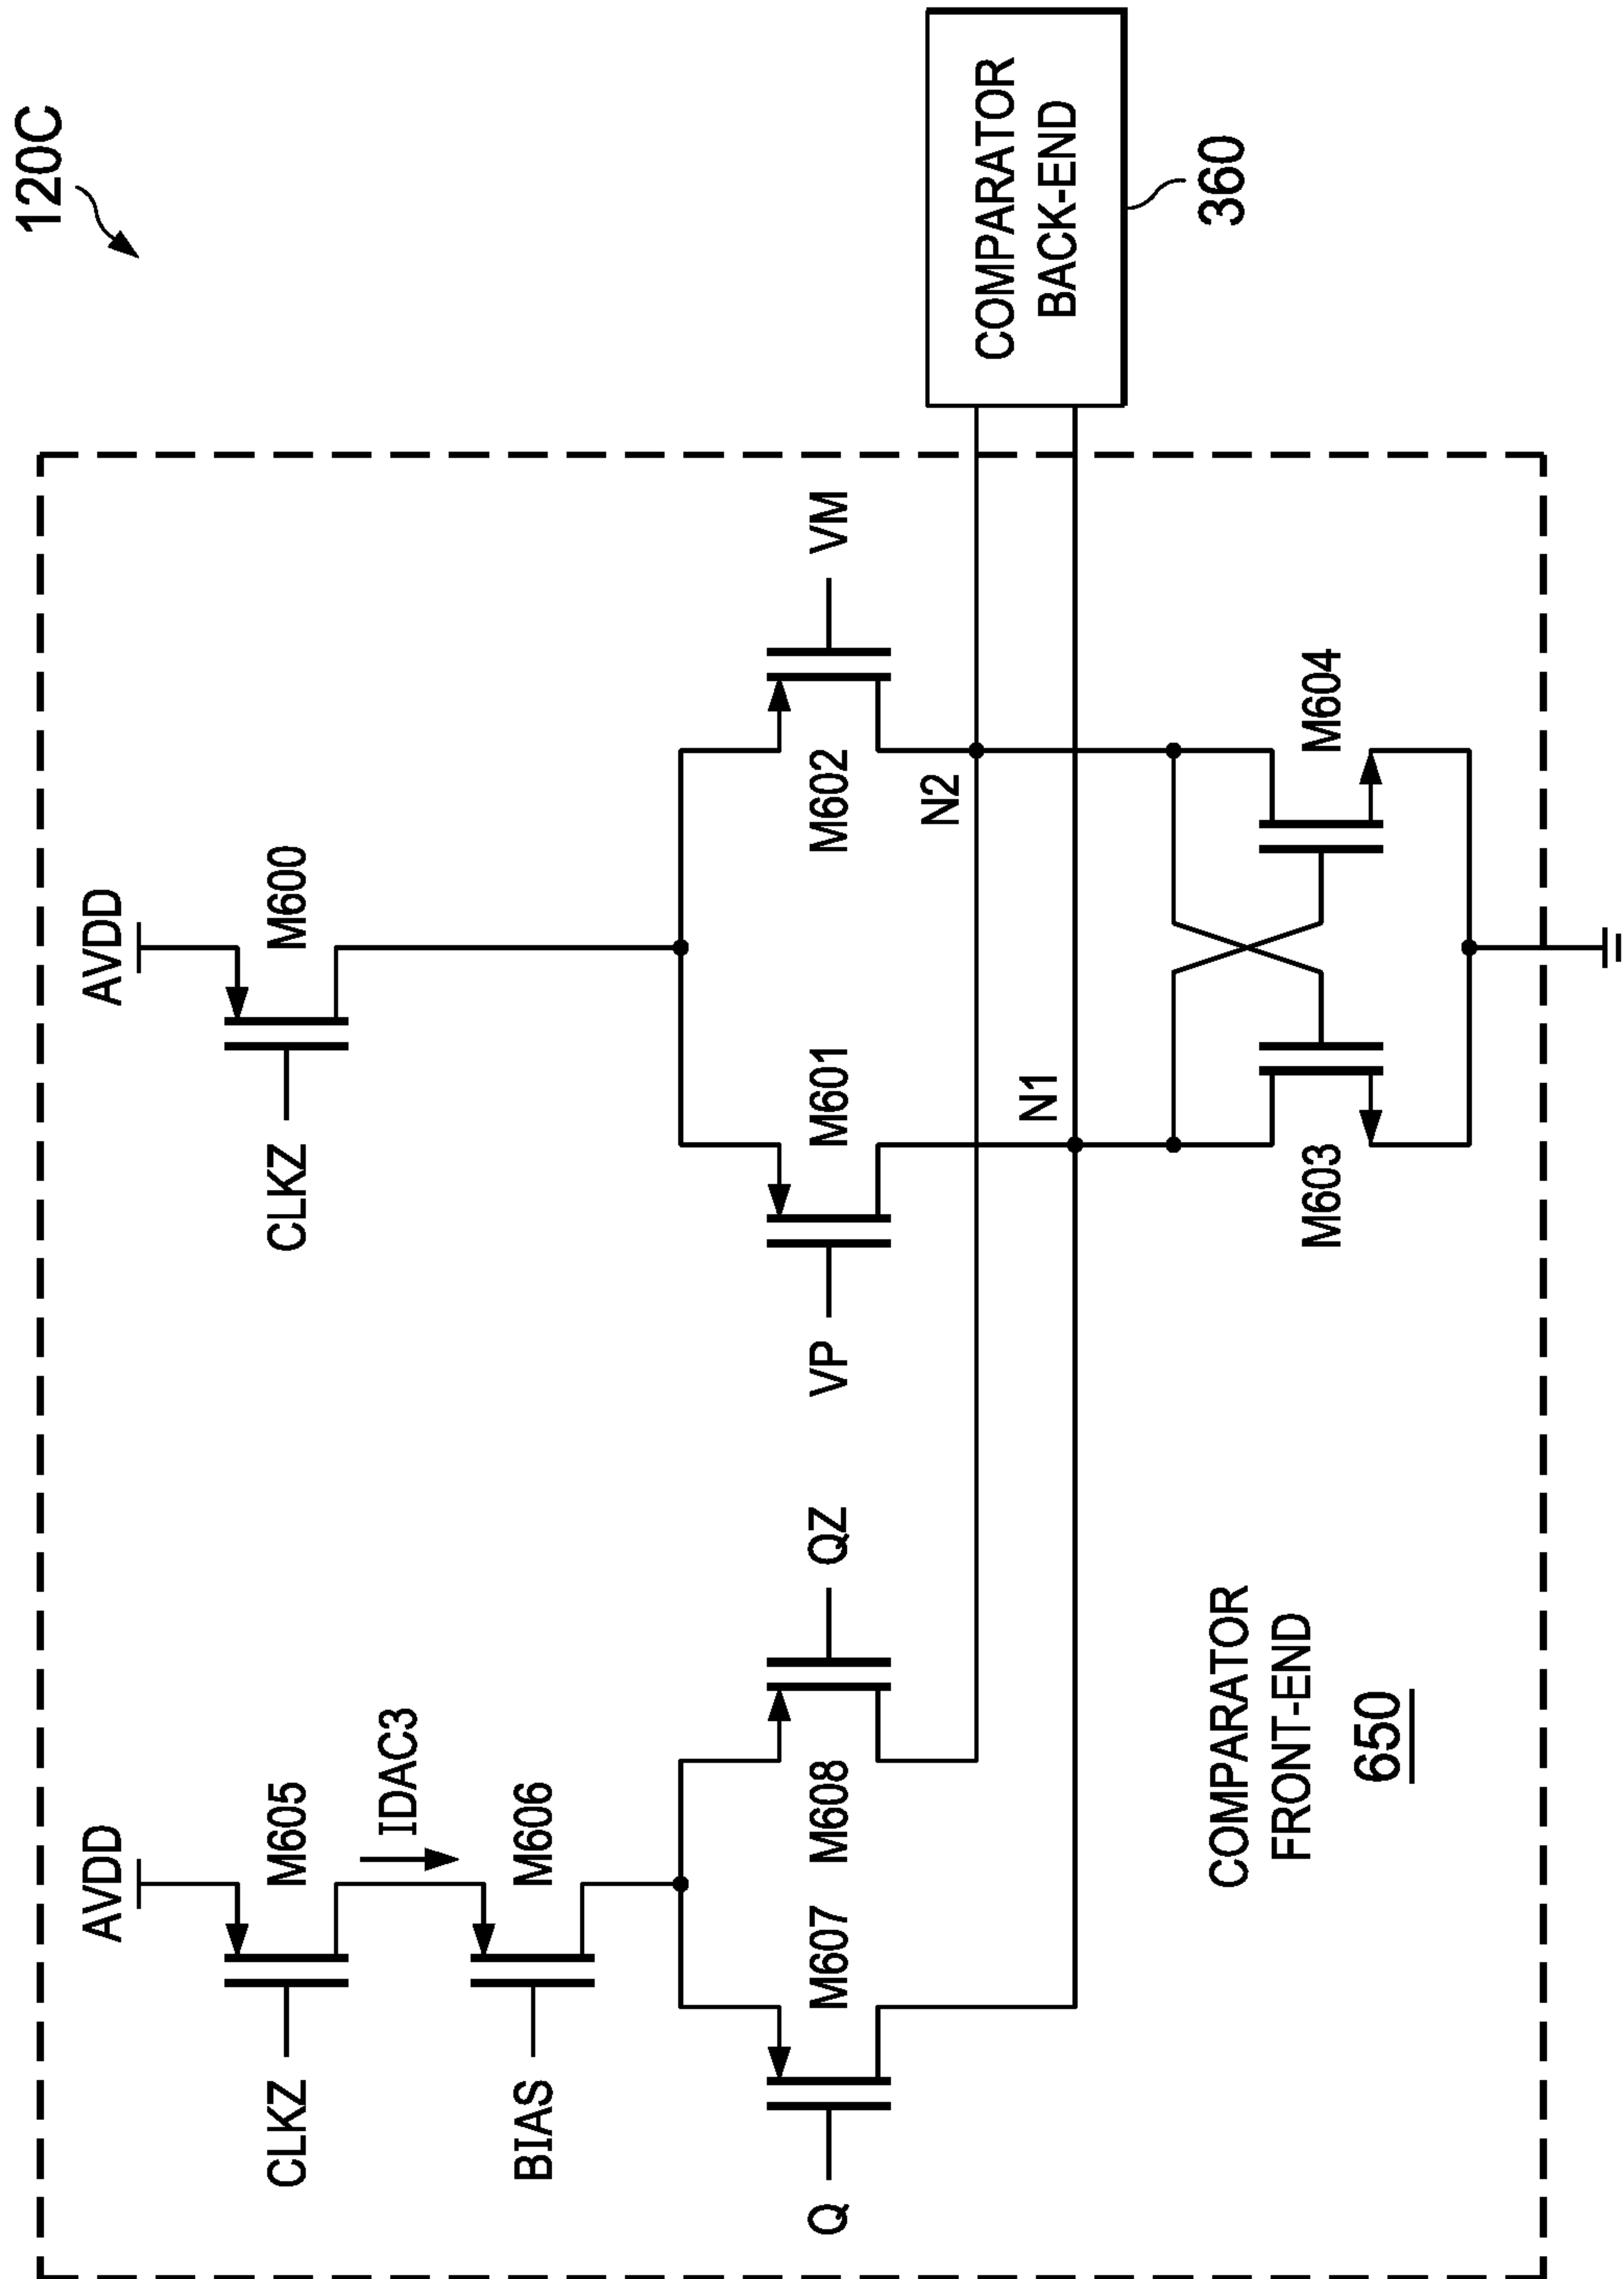 120C
AVDD
AVDD
CLKZ
M605
CLKZ
M600
IDAC3
BIAS
M606
Q
M607
M608
QZ
VP
M601
M602
VM
N2
N1
COMPARATOR
BACK-END
360
COMPARATOR
FRONT-END
650
M603
M604